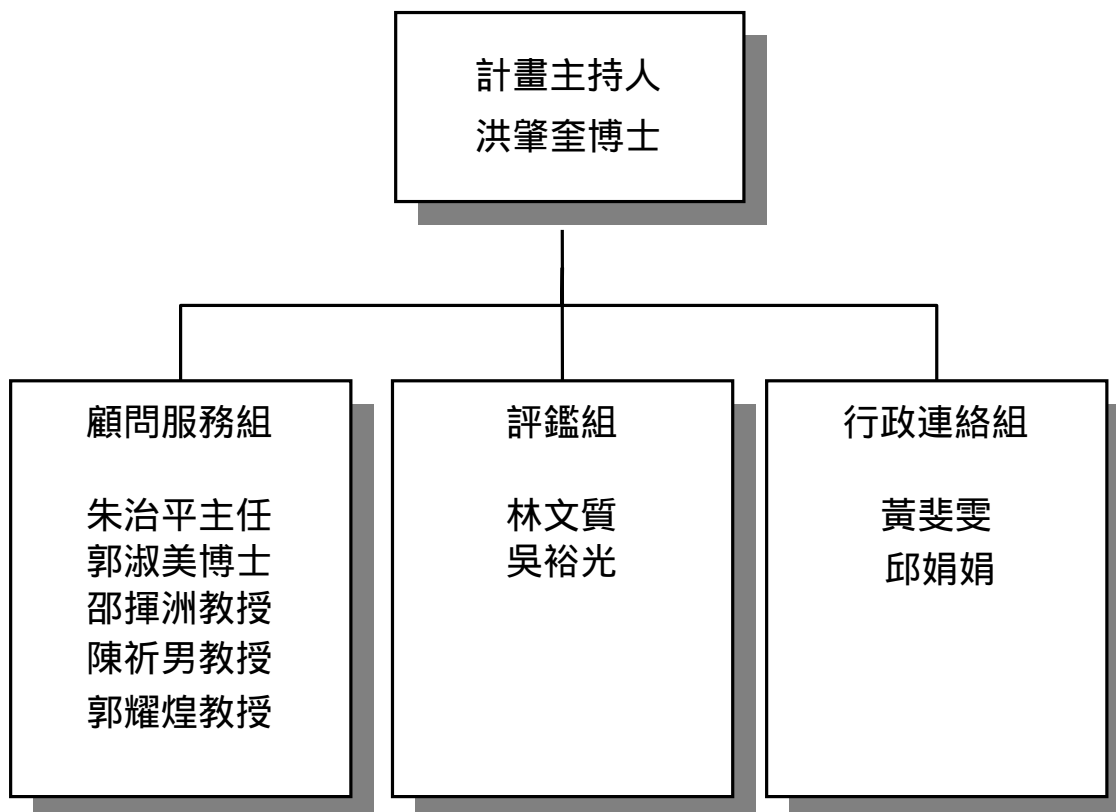 計畫主持人
洪肇奎博士
顧問服務組
朱治平主任
郭淑美博士
邵揮洲教授
陳祈男教授
郭耀煌教授
評鑑組
林文質
吳裕光
行政連絡組
黃斐雯
邱娟娟